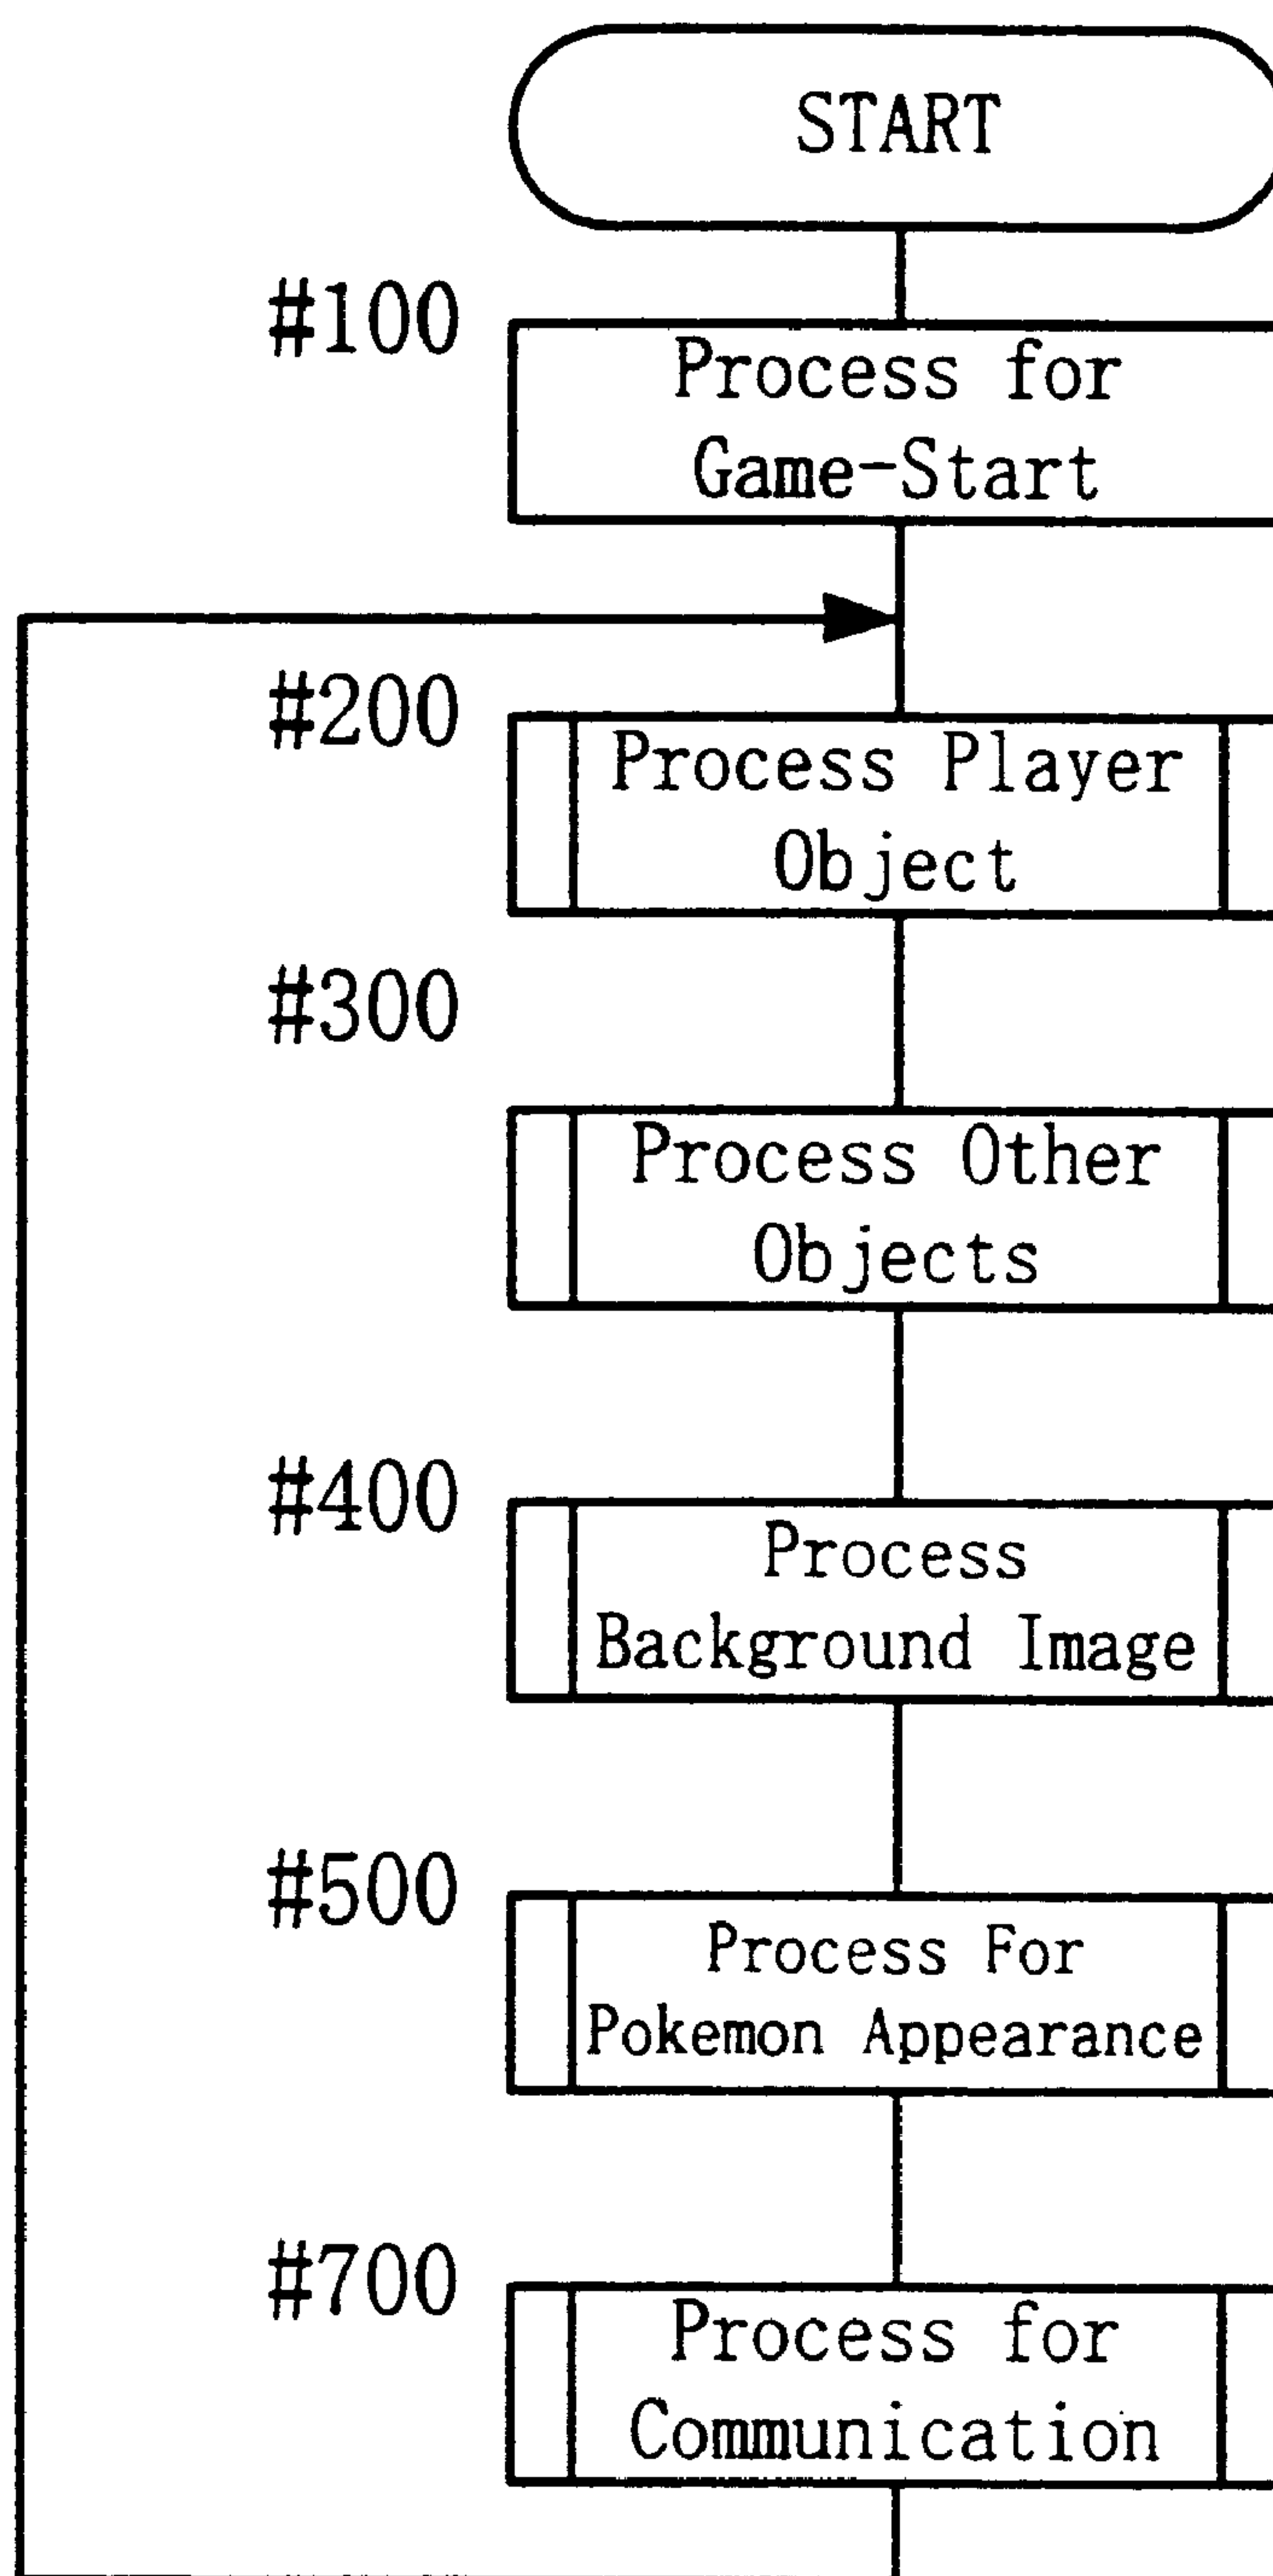 START
#100
Process for
Game-Start
#200
Process Player
Object
#300
Process Other
Objects
#400
Process
Background Image
#500
Process For
Pokemon Appearance
#700
Process for
Communication